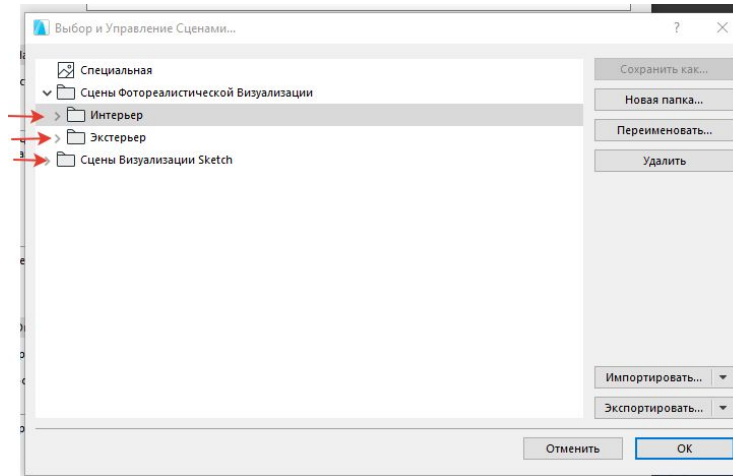 Выбор и Управление Сценами...
?
Специальная
Сцены Фотореалистической Визуализации
Интерьер
Экстерьер
Сцены Визуализации Sketch
Сохранить как...
Новая папка...
Переименовать...
Удалить
Импортировать...
Экспортировать...
Отменить
OK